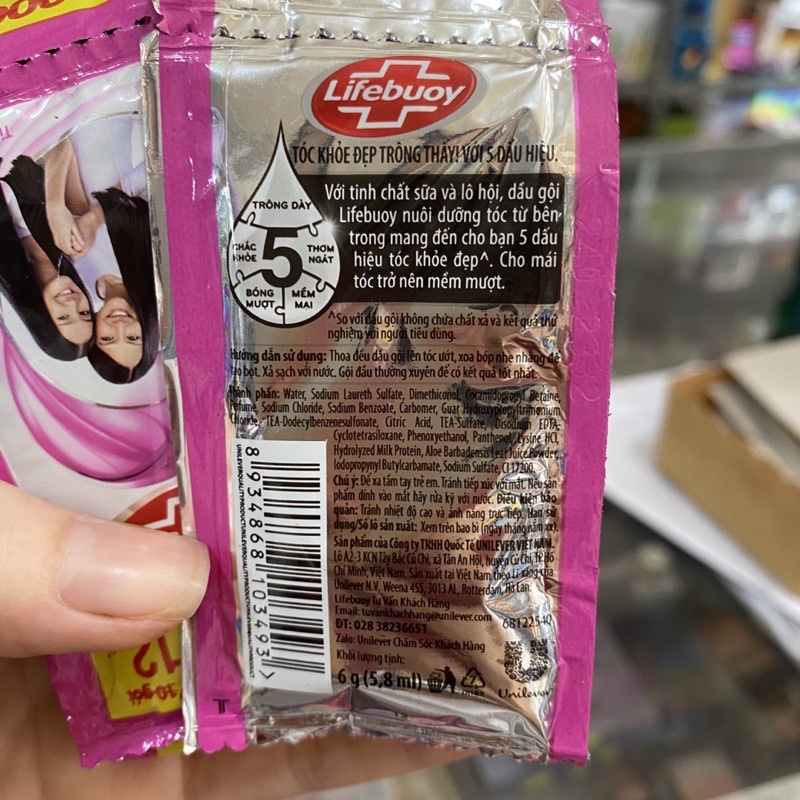 Lifebuoy
TÓC KHỎE ĐẸP TRÔNG THẤY! VỚI 5 DẤU HIỆU.
TRÔNG DÀY
CHẮC KHỎE
5
THƠM NGÁT
BÓNG MƯỢT
MỀM MẠI
Với tinh chất sữa và lô hội, dầu gội
Lifebuoy nuôi dưỡng tóc từ bên
trong mang đến cho bạn 5 dấu
hiệu tóc khỏe đẹp^. Cho mái
tóc trở nên mềm mượt.
^So với dầu gội không chứa chất xả và kết quả thử
nghiệm với người tiêu dùng.
Hướng dẫn sử dụng: Thoa đều dầu gội lên tóc ướt, xoa bóp nhẹ nhàng để
tạo bọt. Xả sạch với nước. Gội đầu thường xuyên để có kết quả tốt nhất.
Thành phần: Water, Sodium Laureth Sulfate, Dimethiconol, Cocamidopropyl Betaine,
Perfume, Sodium Chloride, Sodium Benzoate, Carbomer, Guar Hydroxypropyltrimonium
Chloride, TEA-Dodecylbenzenesulfonate, Citric Acid, TEA-Sulfate, Disodium EDTA,
Cyclotetrasiloxane, Phenoxyethanol, Panthenol, Lysine HCl,
Hydrolyzed Milk Protein, Aloe Barbadensis Leaf Juice Powder,
Iodopropynyl Butylcarbamate, Sodium Sulfate, CI 17200.
Chú ý: Để xa tầm tay trẻ em. Tránh tiếp xúc với mắt. Nếu sản
phẩm dính vào mắt hãy rửa kỹ với nước. Điều kiện bảo
quản: Tránh nhiệt độ cao và ánh nắng trực tiếp. Hạn sử
dụng/Số lô sản xuất: Xem trên bao bì (ngày tháng năm xx).
Sản phẩm của Công ty TNHH Quốc Tế UNILEVER VIỆT NAM.
Lô A2-3 KCN Tây Bắc Củ Chi, xã Tân An Hội, huyện Củ Chi, Tp. Hồ
Chí Minh, Việt Nam. Sản xuất tại Việt Nam theo Li-xăng của
Unilever N.V. Weena 455, 3013 AL, Rotterdam, Hà Lan.
Lifebuoy Tư Vấn Khách Hàng
Email: tuvankhachhang@unilever.com
ĐT: 028 38236651
Zalo: Unilever Chăm Sóc Khách Hàng
Khối lượng tịnh:
6 g (5,8 ml)
68122540
Unilever
8 934868 103493 >
12